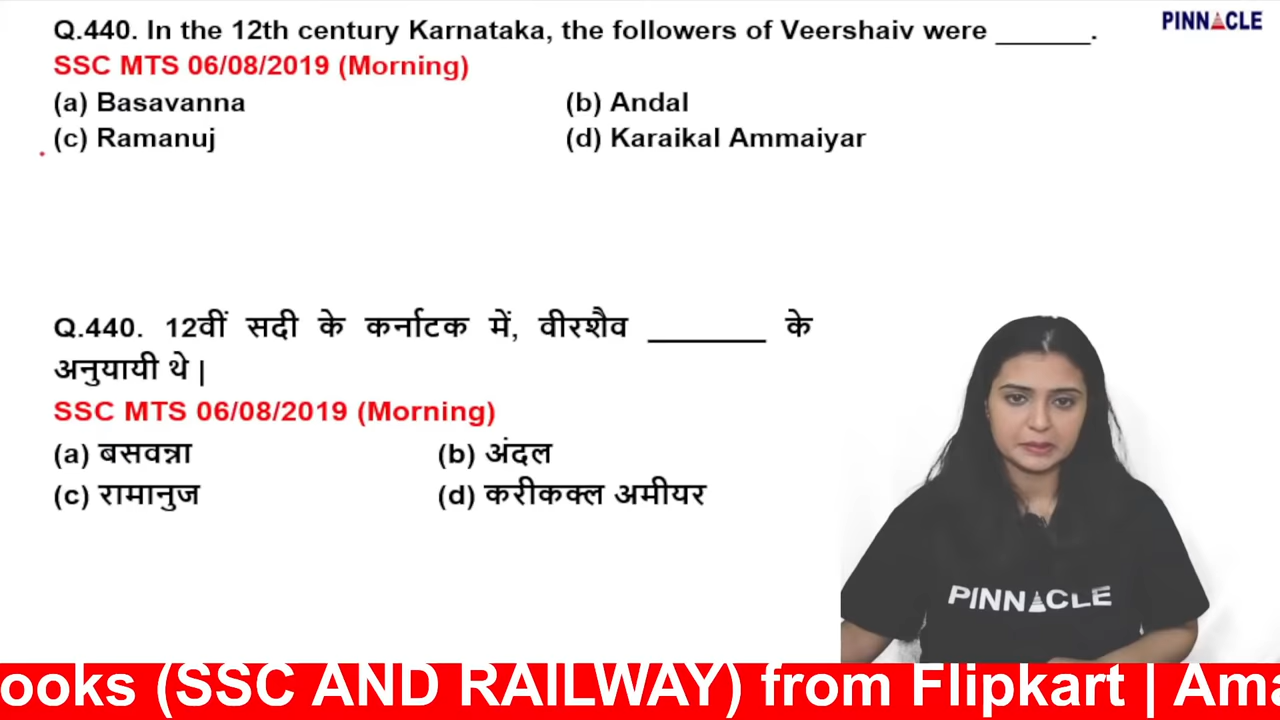 Q.440. In the 12th century Karnataka, the followers of Veershaiv were ______.
PINNACLE
SSC MTS 06/08/2019 (Morning)
(a) Basavanna (b) Andal
(c) Ramanuj (d) Karaikal Ammaiyar
Q.440. 12वीं सदी के कर्नाटक में, वीरशैव _______ के
अनुयायी थे |
SSC MTS 06/08/2019 (Morning)
(a) बसवन्ना (b) अंदल
(c) रामानुज (d) करीकक्ल अमीयर
PINNACLE
ooks (SSC AND RAILWAY) from Flipkart | Ama